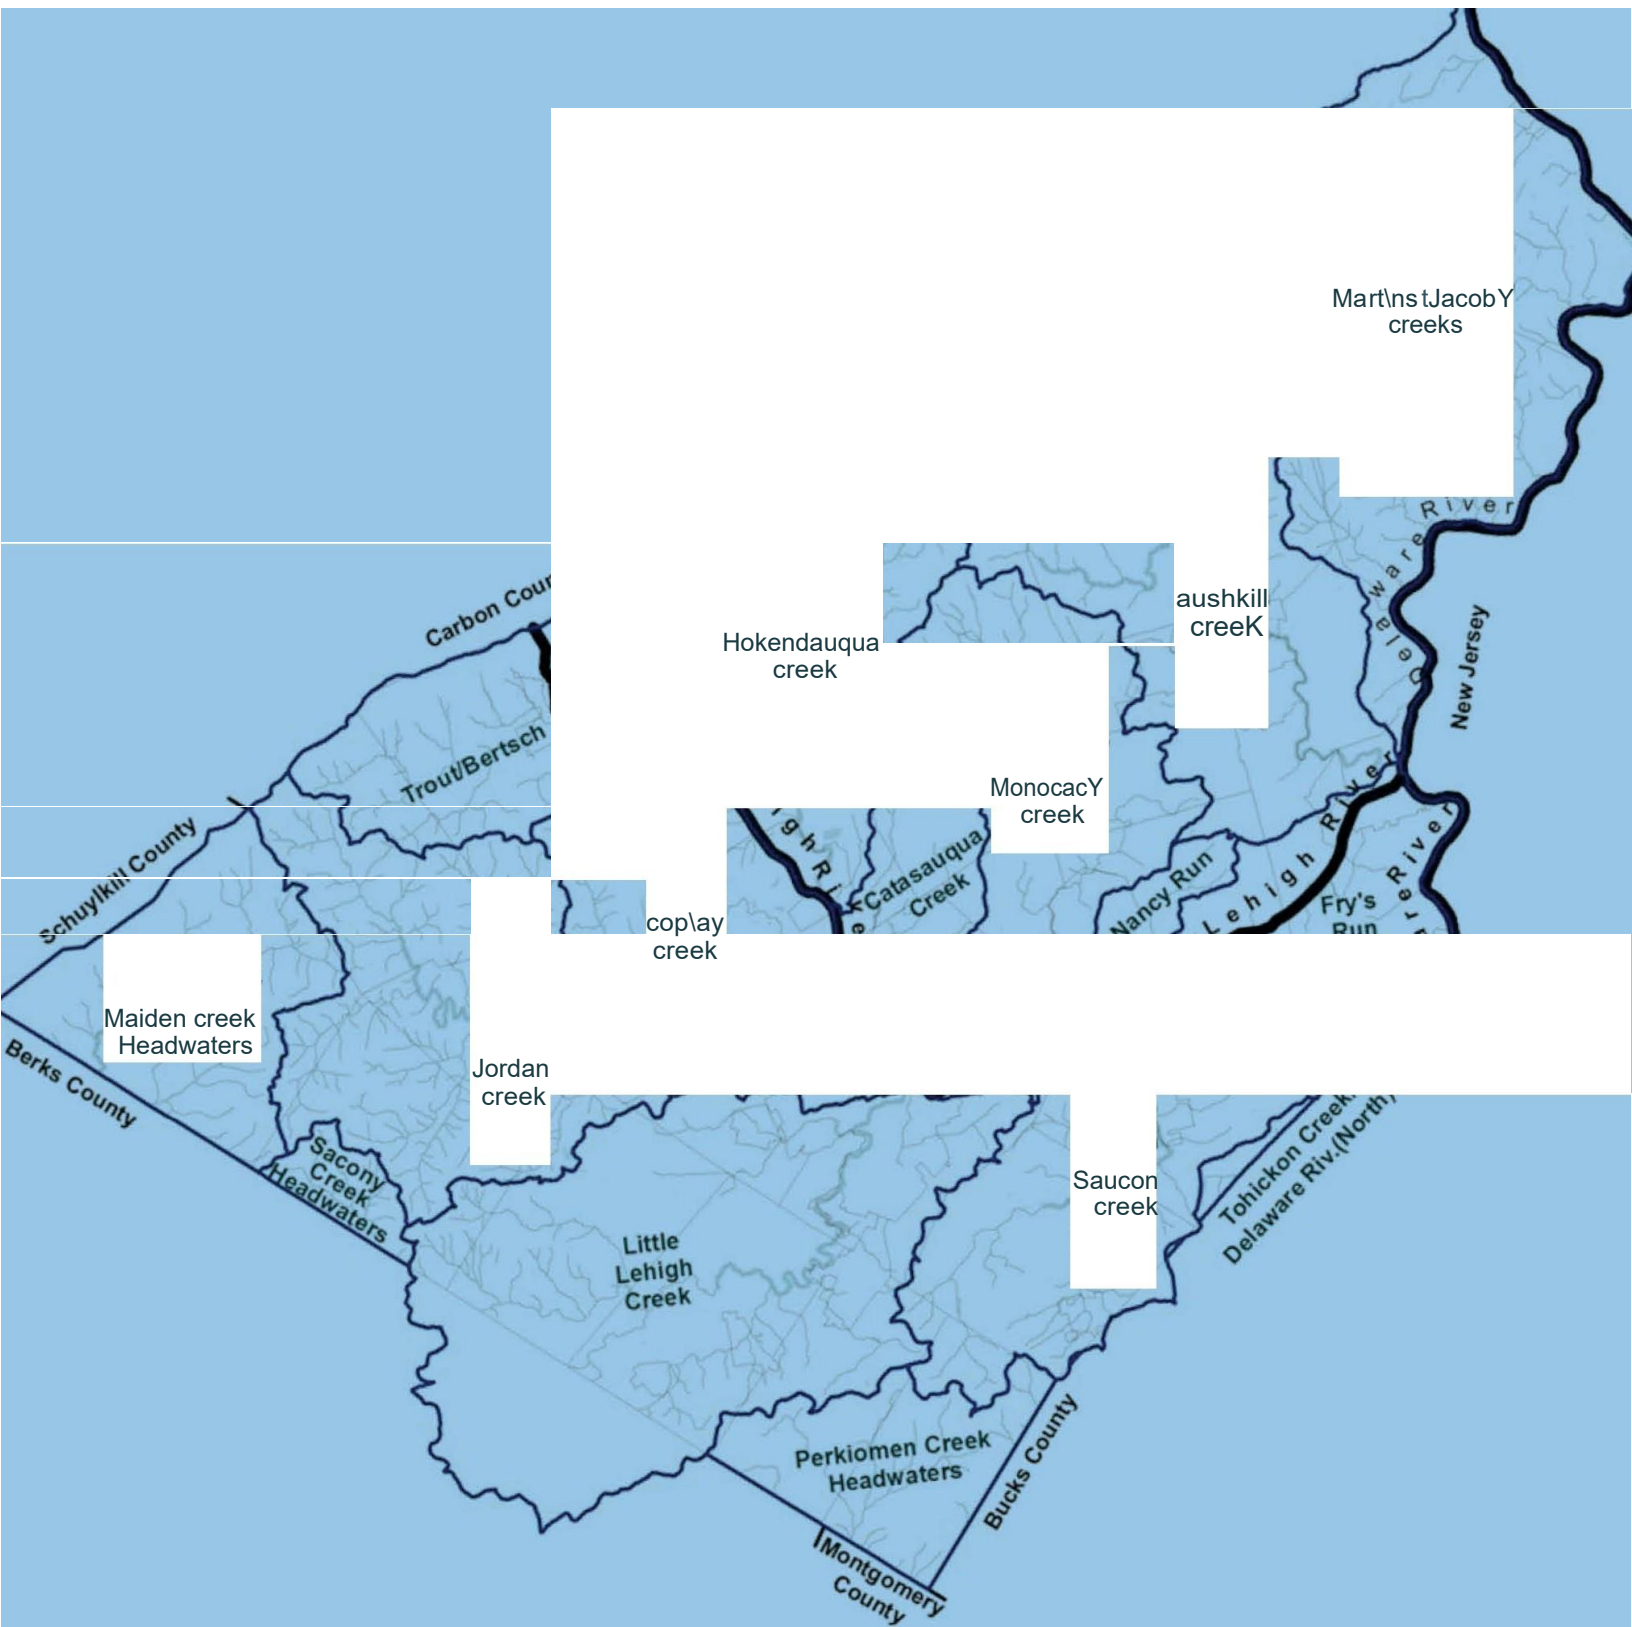 Mart\ns tJacobY
creeks
River
Delaware
Carbon
aushkill
creeK
Hokendauqua
creek
New Jersey
Trout/Bertsch
MonocacY
creek
Schuylkill County
Catasauqua
Creek
Nancy Run
Lehigh River
Fry's
Run
River
cop\ay
creek
Maiden creek
Headwaters
Berks County
Jordan
creek
Sacony
Creek
Headwaters
Saucon
creek
Tohickon Creek
Delaware Riv.(North)
Little
Lehigh
Creek
Perkiomen Creek
Headwaters
Bucks County
Montgomery
County